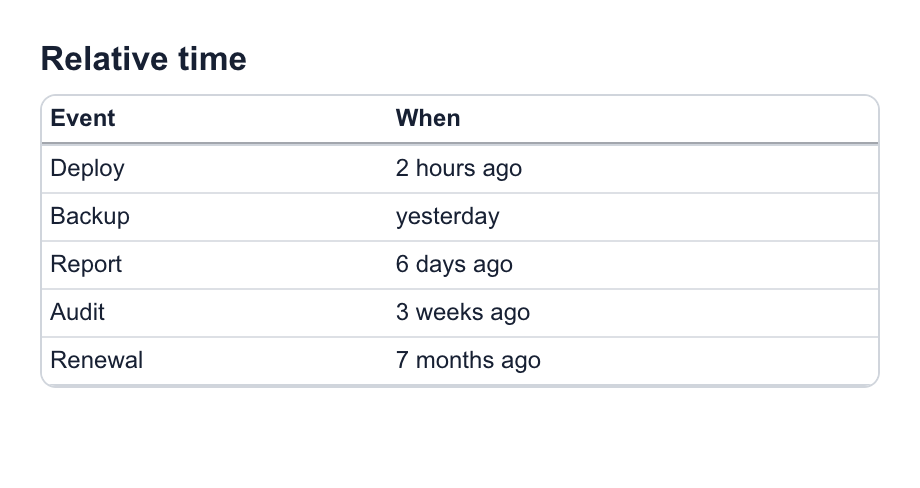 Relative time
Event When
Deploy 2 hours ago
Backup yesterday
Report 6 days ago
Audit 3 weeks ago
Renewal 7 months ago